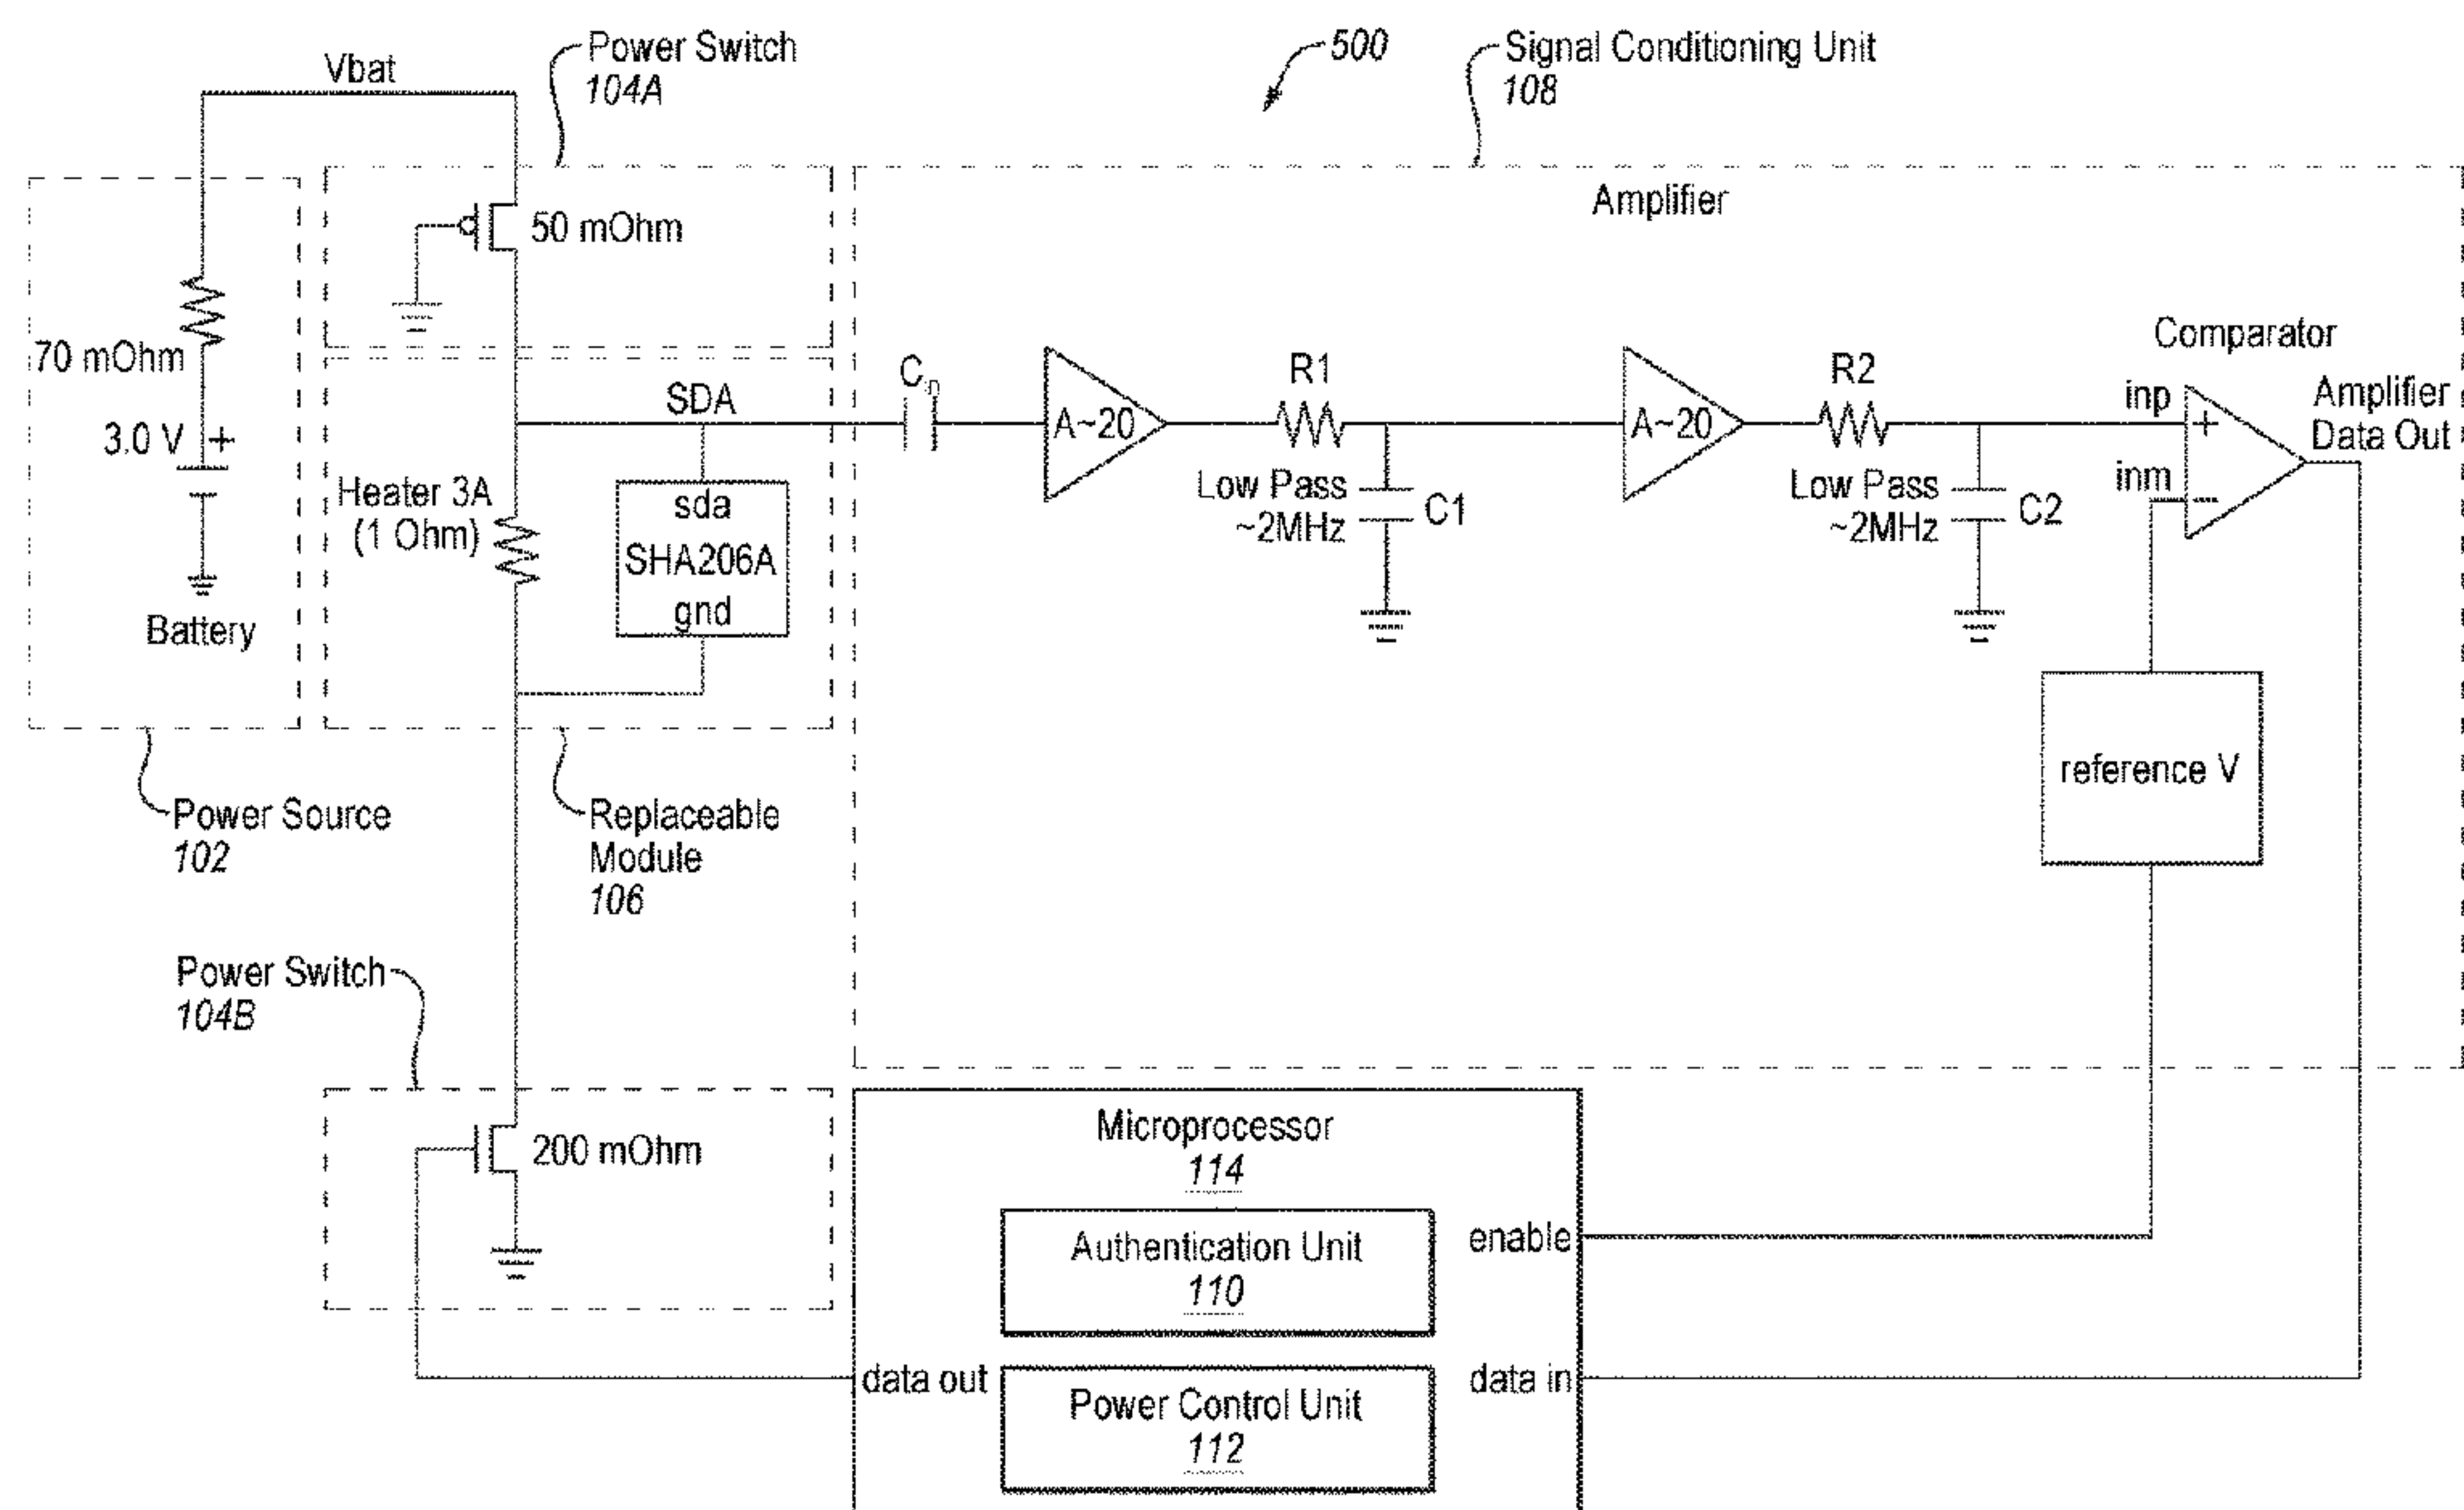 Vbat
Power Switch
104A
500
Signal Conditioning Unit
108
Amplifier
50 mOhm
70 mOhm
3.0 V +
Battery
Heater 3A
(1 Ohm)
SDA
sda
SHA206A
gnd
A~20
R1
Low Pass
~2MHz
C1
A~20
R2
Low Pass
~2MHz
C2
Comparator
inp
inm
+
−
Amplifier
Data Out
reference V
Power Source
102
Replaceable
Module
106
Power Switch
104B
200 mOhm
Microprocessor
114
Authentication Unit
110
enable
data out
data in
Power Control Unit
112